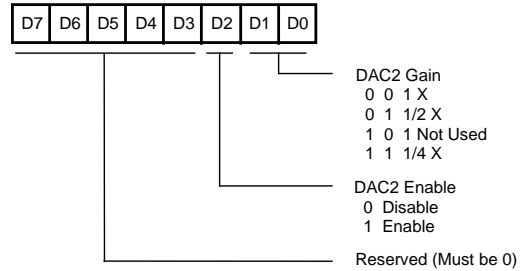 D7 D6 D5 D4 D3 D2 D1 D0
DAC2 Gain
0 0 1 X
0 1 1/2 X
1 0 1 Not Used
1 1 1/4 X
DAC2 Enable
0 Disable
1 Enable
Reserved (Must be 0)